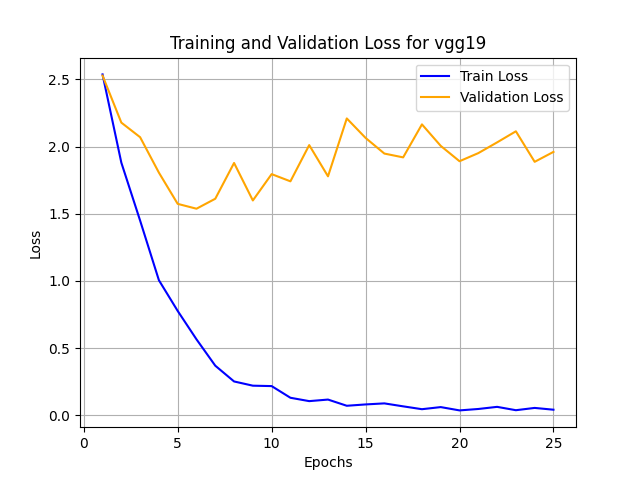 Training and Validation Loss for vgg19
Train Loss
Validation Loss
2.5
2.0
1.5
1.0
0.5
0.0
Loss
0 5 10 15 20 25
Epochs